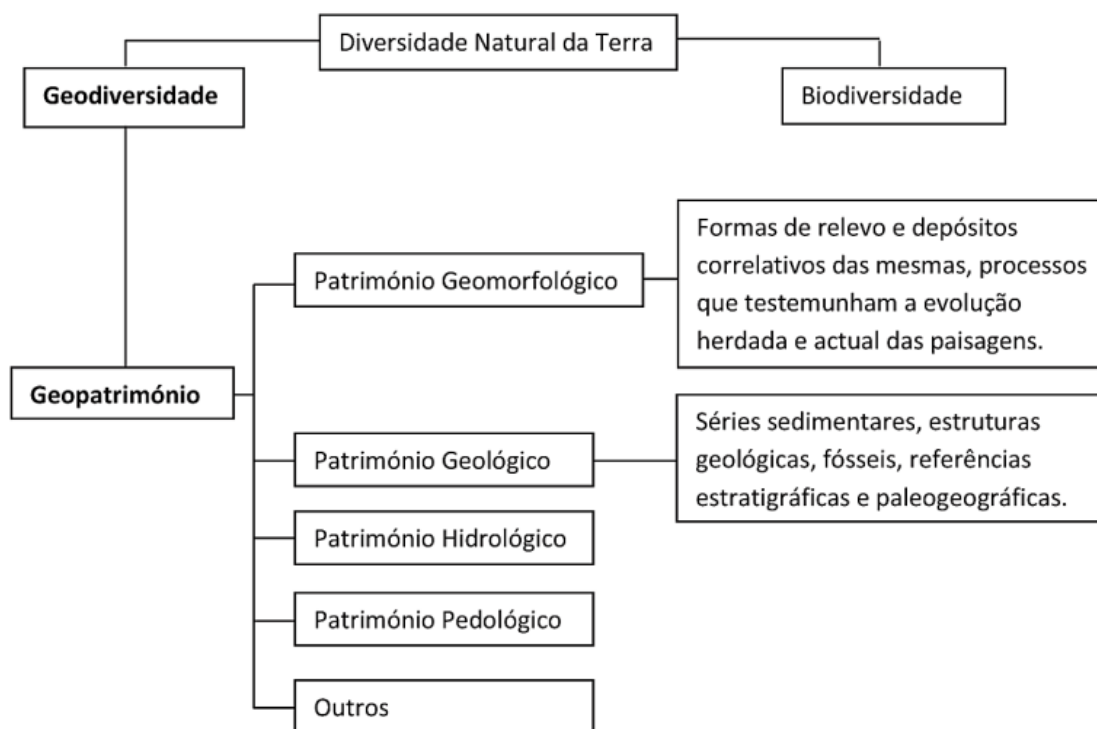 Diversidade Natural da Terra
Geodiversidade
Biodiversidade
Formas de relevo e depósitos
correlativos das mesmas, processos
que testemunham a evolução
herdada e actual das paisagens.
Património Geomorfológico
Geopatrimónio
Séries sedimentares, estruturas
geológicas, fósseis, referências
estratigráficas e paleogeográficas.
Património Geológico
Património Hidrológico
Património Pedológico
Outros